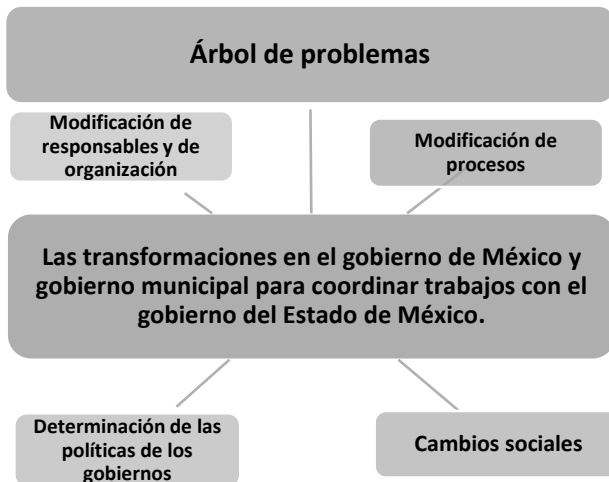 Árbol de problemas
Modificación de
responsables y de
organización
Modificación de
procesos
Las transformaciones en el gobierno de México y
gobierno municipal para coordinar trabajos con el
gobierno del Estado de México.
Determinación de las
políticas de los
gobiernos
Cambios sociales